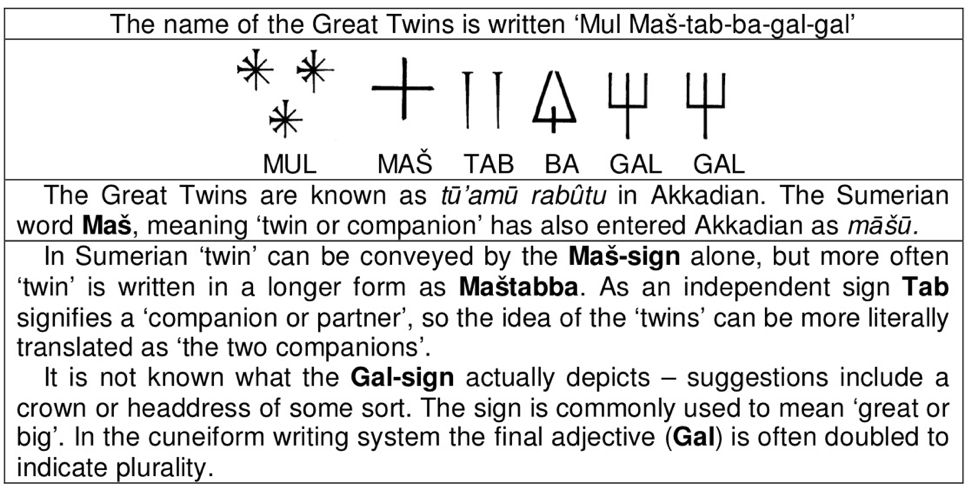 The name of the Great Twins is written ‘Mul Maš-tab-ba-gal-gal’
MUL MAŠ TAB BA GAL GAL
The Great Twins are known as tū’amū rabûtu in Akkadian. The Sumerian
word Maš, meaning ‘twin or companion’ has also entered Akkadian as māšū.
In Sumerian ‘twin’ can be conveyed by the Maš-sign alone, but more often
‘twin’ is written in a longer form as Maštabba. As an independent sign Tab
signifies a ‘companion or partner’, so the idea of the ‘twins’ can be more literally
translated as ‘the two companions’.
It is not known what the Gal-sign actually depicts – suggestions include a
crown or headdress of some sort. The sign is commonly used to mean ‘great or
big’. In the cuneiform writing system the final adjective (Gal) is often doubled to
indicate plurality.